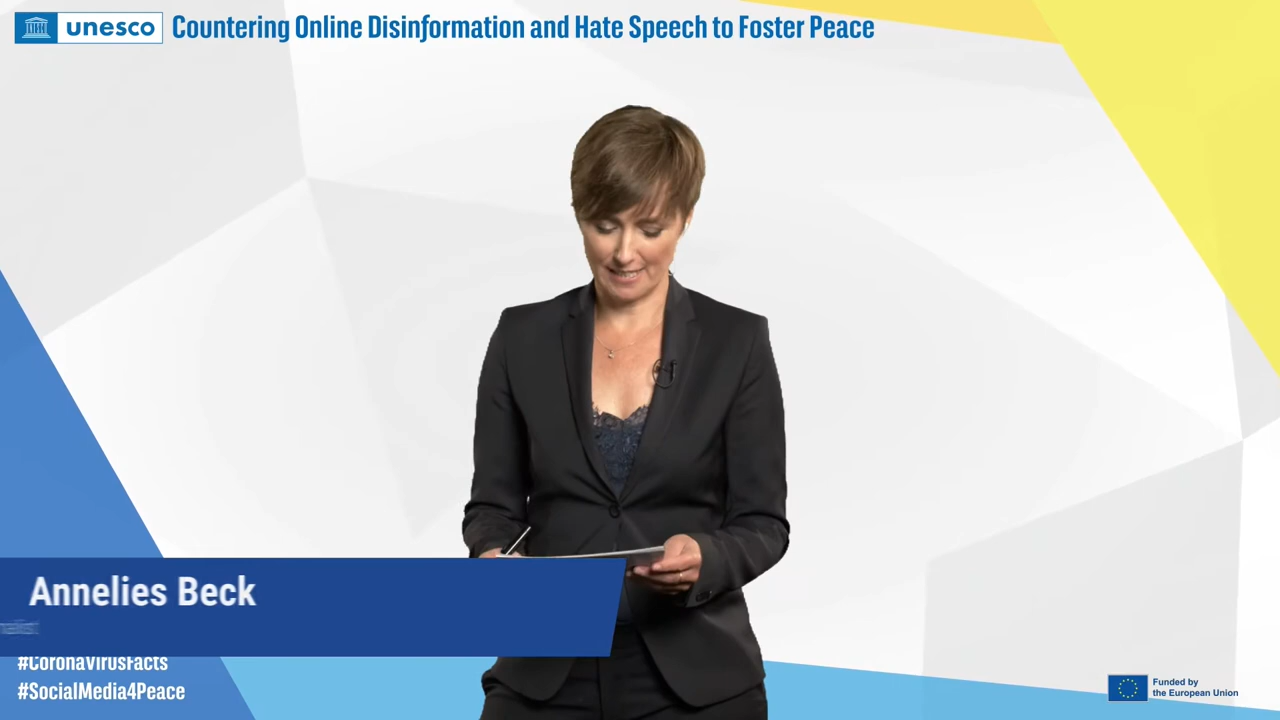 unesco
Countering Online Disinformation and Hate Speech to Foster Peace
Annelies Beck
#CoronaVirusFacts
#SocialMedia4Peace
Funded by
the European Union